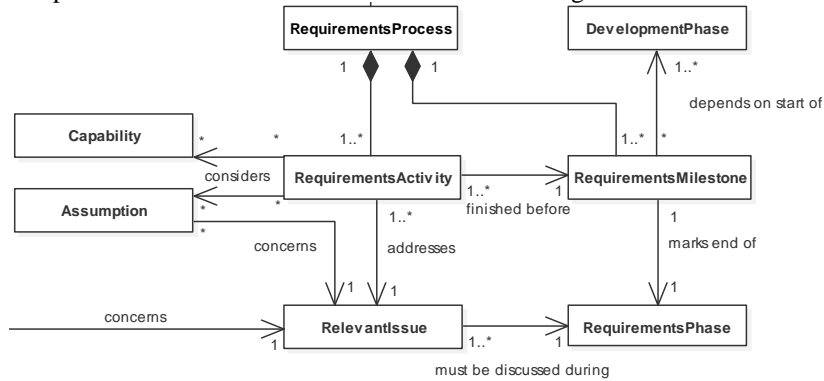 RequirementsProcess
DevelopmentPhase
1
1
1..*
depends on start of
Capability
*
*
1..*
1..*
*
considers
RequirementsActivity
RequirementsMilestone
Assumption
*
*
*
1..*
1
finished before
1..*
1
concerns
addresses
marks end of
concerns
1
1
1
1
RelevantIssue
1..*
1
RequirementsPhase
must be discussed during